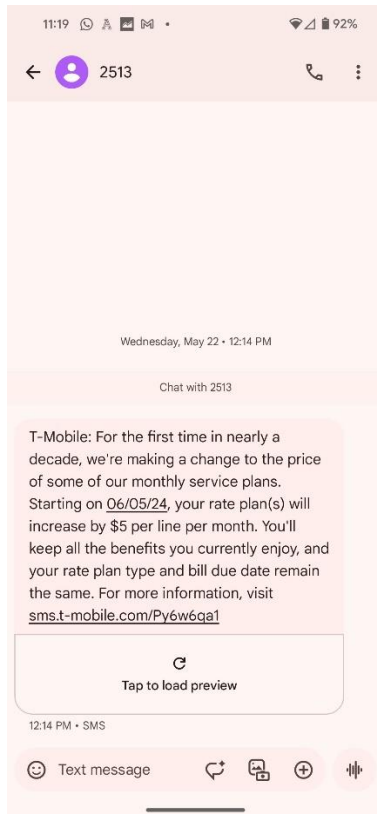 11:19 92%
2513
Wednesday, May 22 • 12:14 PM
Chat with 2513
T-Mobile: For the first time in nearly a
decade, we're making a change to the price
of some of our monthly service plans.
Starting on 06/05/24, your rate plan(s) will
increase by $5 per line per month. You'll
keep all the benefits you currently enjoy, and
your rate plan type and bill due date remain
the same. For more information, visit
sms.t-mobile.com/Py6w6qa1
Tap to load preview
12:14 PM • SMS
Text message